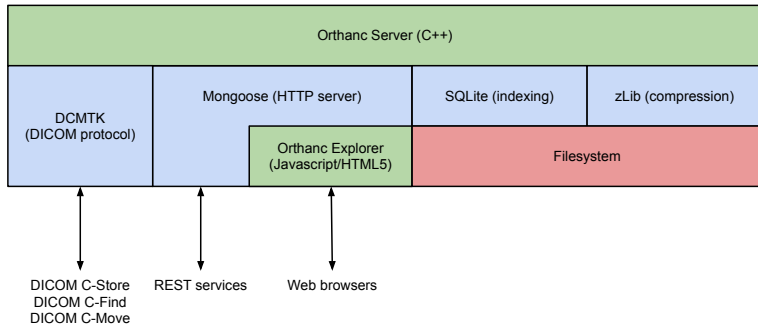 Orthanc Server (C++)
DCMTK
(DICOM protocol)
Mongoose (HTTP server)
SQLite (indexing)
zLib (compression)
Orthanc Explorer
(Javascript/HTML5)
Filesystem
DICOM C-Store
DICOM C-Find
DICOM C-Move
REST services
Web browsers